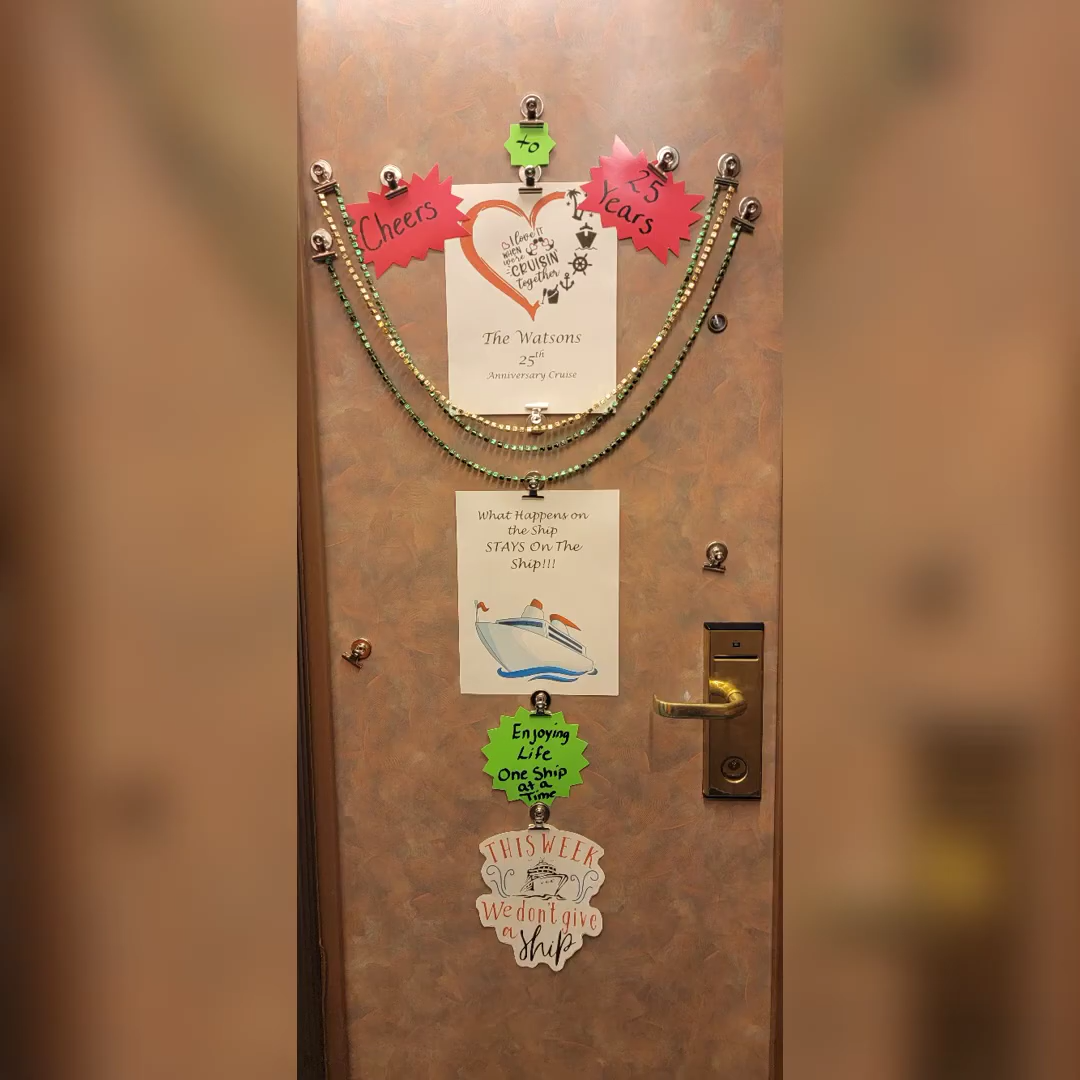 to
Cheers
25
Years
I love IT
WHEN
we're
CRUISIN'
together
The Watsons
25th
Anniversary Cruise
What Happens on
the Ship
STAYS On The
Ship!!!
Enjoying
Life
One Ship
at a
Time
THIS WEEK
We don't give
a ship